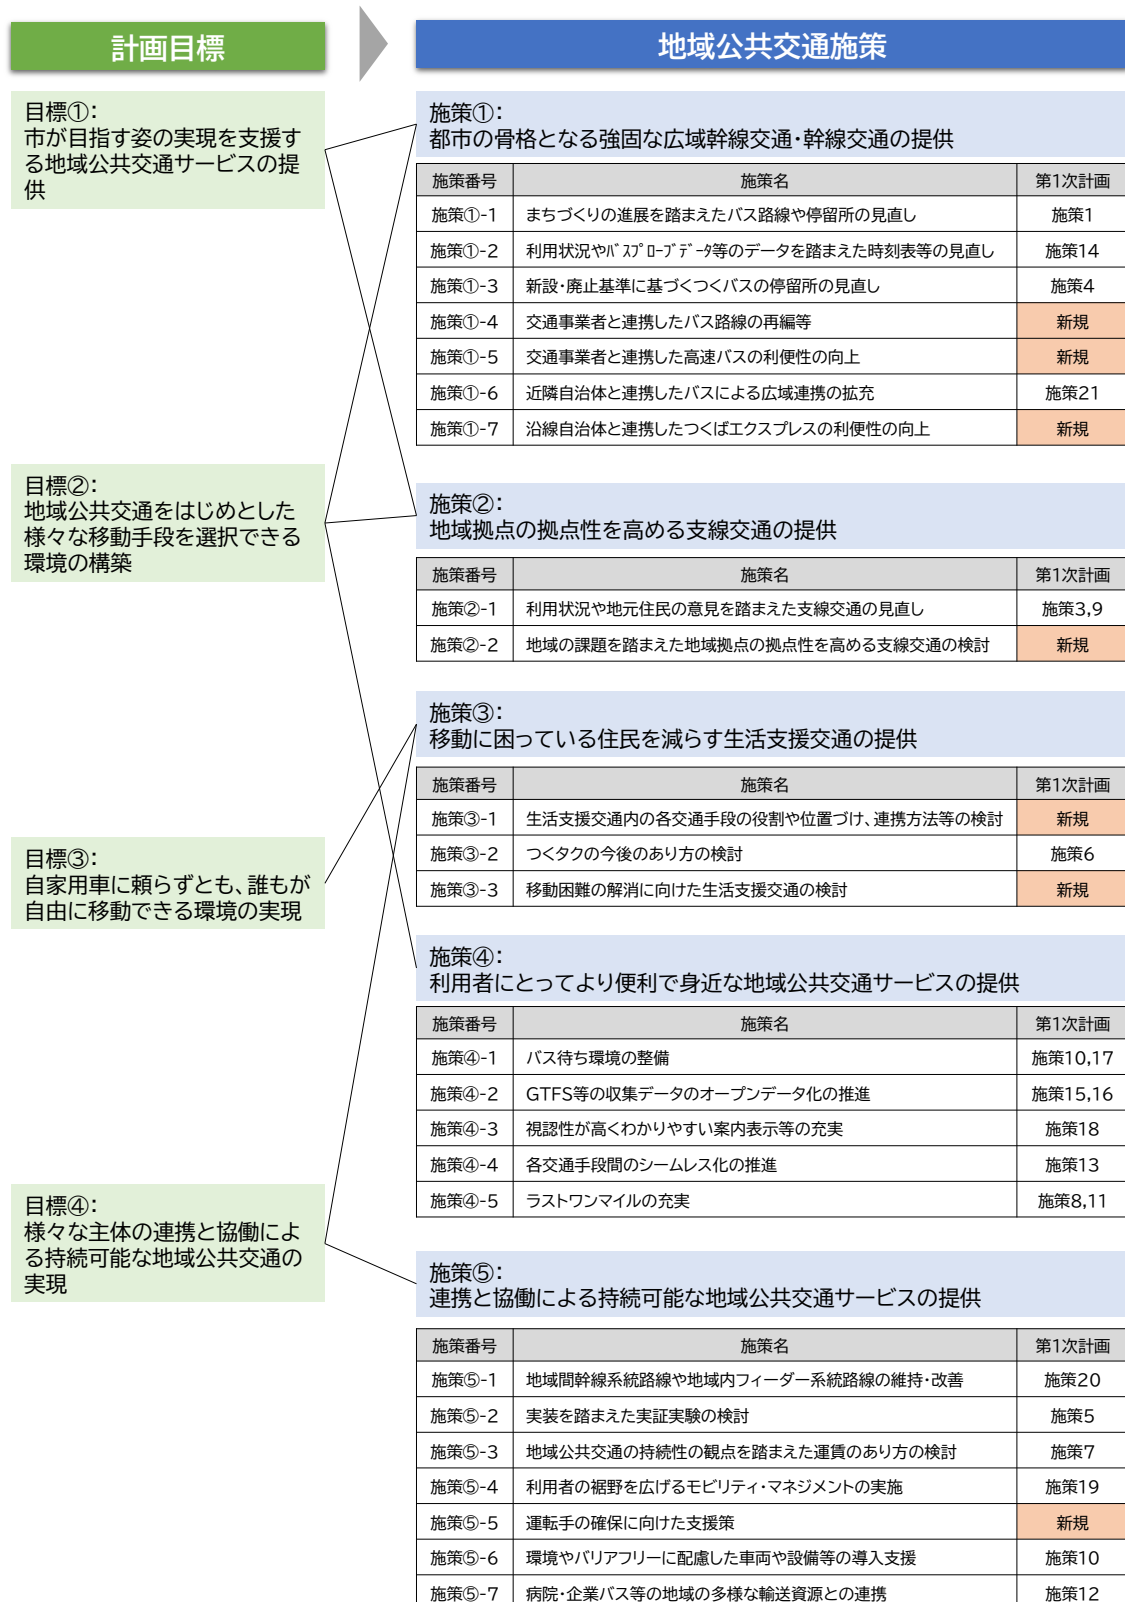 計画目標
地域公共交通施策
目標①：
市が目指す姿の実現を支援す
る地域公共交通サービスの提
供
目標②：
地域公共交通をはじめとした
様々な移動手段を選択できる
環境の構築
目標③：
自家用車に頼らずとも、誰もが
自由に移動できる環境の実現
目標④：
様々な主体の連携と協働によ
る持続可能な地域公共交通の
実現
施策①：
都市の骨格となる強固な広域幹線交通・幹線交通の提供
施策番号 施策名 第1次計画
施策①-1 まちづくりの進展を踏まえたバス路線や停留所の見直し 施策1
施策①-2 利用状況やﾊﾞｽﾌﾟﾛｰﾌﾞﾃﾞｰﾀ等のデータを踏まえた時刻表等の見直し 施策14
施策①-3 新設・廃止基準に基づくつくバスの停留所の見直し 施策4
施策①-4 交通事業者と連携したバス路線の再編等 新規
施策①-5 交通事業者と連携した高速バスの利便性の向上 新規
施策①-6 近隣自治体と連携したバスによる広域連携の拡充 施策21
施策①-7 沿線自治体と連携したつくばエクスプレスの利便性の向上 新規
施策②：
地域拠点の拠点性を高める支線交通の提供
施策番号 施策名 第1次計画
施策②-1 利用状況や地元住民の意見を踏まえた支線交通の見直し 施策3,9
施策②-2 地域の課題を踏まえた地域拠点の拠点性を高める支線交通の検討 新規
施策③：
移動に困っている住民を減らす生活支援交通の提供
施策番号 施策名 第1次計画
施策③-1 生活支援交通内の各交通手段の役割や位置づけ、連携方法等の検討 新規
施策③-2 つくタクの今後のあり方の検討 施策6
施策③-3 移動困難の解消に向けた生活支援交通の検討 新規
施策④：
利用者にとってより便利で身近な地域公共交通サービスの提供
施策番号 施策名 第1次計画
施策④-1 バス待ち環境の整備 施策10,17
施策④-2 GTFS等の収集データのオープンデータ化の推進 施策15,16
施策④-3 視認性が高くわかりやすい案内表示等の充実 施策18
施策④-4 各交通手段間のシームレス化の推進 施策13
施策④-5 ラストワンマイルの充実 施策8,11
施策⑤：
連携と協働による持続可能な地域公共交通サービスの提供
施策番号 施策名 第1次計画
施策⑤-1 地域間幹線系統路線や地域内フィーダー系統路線の維持・改善 施策20
施策⑤-2 実装を踏まえた実証実験の検討 施策5
施策⑤-3 地域公共交通の持続性の観点を踏まえた運賃のあり方の検討 施策7
施策⑤-4 利用者の裾野を広げるモビリティ・マネジメントの実施 施策19
施策⑤-5 運転手の確保に向けた支援策 新規
施策⑤-6 環境やバリアフリーに配慮した車両や設備等の導入支援 施策10
施策⑤-7 病院・企業バス等の地域の多様な輸送資源との連携 施策12